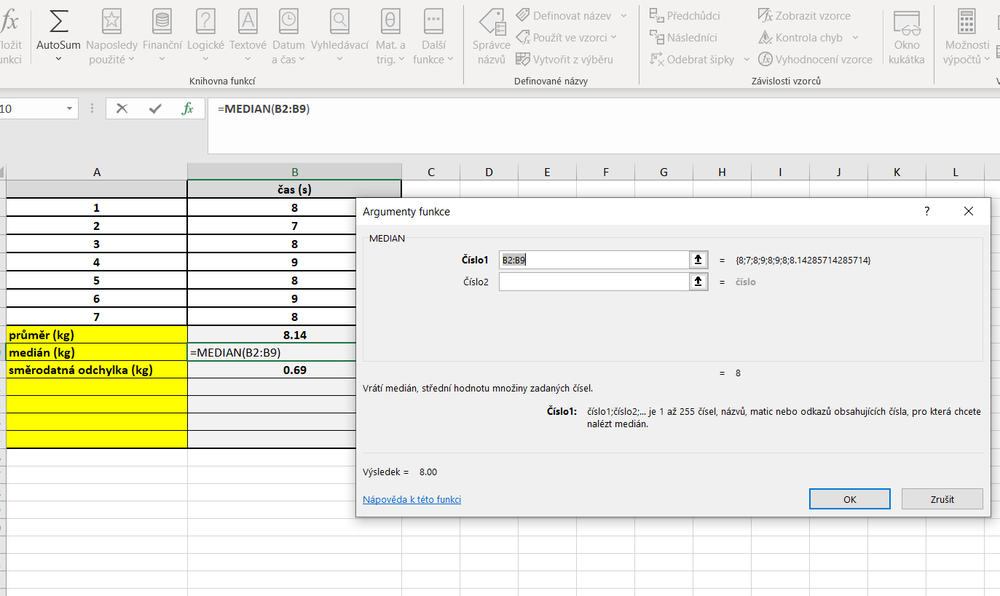 fx
ložit
unkci
AutoSum
Naposledy
použité
Finanční
Logické
Textové
Datum
a čas
Vyhledávací
Mat. a
trig.
Další
funkce
Knihovna funkcí
Správce
názvů
Definovat název
Použít ve vzorci
Vytvořit z výběru
Definované názvy
Předchůdci
Následníci
Odebrat šipky
Zobrazit vzorce
Kontrola chyb
Vyhodnocení vzorce
Závislosti vzorců
Okno
kukátka
Možnosti
výpočtů
10
fx
=MEDIAN(B2:B9)
A B C D E F G H I J K L
čas (s)
1 8
2 7
3 8
4 9
5 8
6 9
7 8
průměr (kg) 8.14
medián (kg) =MEDIAN(B2:B9)
směrodatná odchylka (kg) 0.69
Argumenty funkce ?
MEDIAN
Číslo1 B2:B9 = {8;7;8;9;8;9;8;8.14285714285714}
Číslo2 = číslo
= 8
Vrátí medián, střední hodnotu množiny zadaných čísel.
Číslo1: číslo1;číslo2;... je 1 až 255 čísel, názvů, matic nebo odkazů obsahujících čísla, pro která chcete
nalézt medián.
Výsledek = 8.00
Nápověda k této funkci
OK
Zrušit